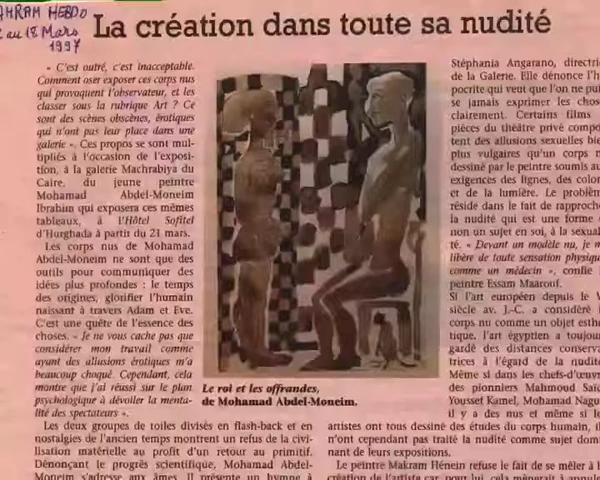 AHRAM HEBDO
au 18 Mars
1997
La création dans toute sa nudité
« C'est outré, c'est inacceptable.
Comment oser exposer ces corps nus
qui provoquent l'observateur, et les
classer sous la rubrique Art ? Ce
sont des scènes obscènes, érotiques
qui n'ont pas leur place dans une
galerie ». Ces propos se sont mul-
tipliés à l'occasion de l'exposi-
tion, à la galerie Machrabiya du
Caire, du jeune peintre
Mohamad Abdel-Moneim
Ibrahim qui exposera ces mêmes
tableaux, à l'Hôtel Sofitel
d'Hurghada à partir du 21 mars.
Les corps nus de Mohamad
Abdel-Moneim ne sont que des
outils pour communiquer des
idées plus profondes : le temps
des origines, glorifier l'humain
naissant à travers Adam et Eve.
C'est une quête de l'essence des
choses. « Je ne vous cache pas que
considérer mon travail comme
ayant des allusions érotiques m'a
beaucoup choqué. Cependant, cela
montre que j'ai réussi sur le plan
psychologique à dévoiler la menta-
lité des spectateurs ».
Les deux groupes de toiles divisés en flash-back et en
nostalgies de l'ancien temps montrent un refus de la civi-
lisation matérielle au profit d'un retour au primitif.
Dénonçant le progrès scientifique, Mohamad Abdel-
Moneim s'adresse aux âmes. Il présente un hymne à
Le roi et les offrandes,
de Mohamad Abdel-Moneim.
Stéphania Angarano, directri
de la Galerie. Elle dénonce l'h
pocrite qui veut que l'on ne pui
se jamais exprimer les chos
clairement. Certains films
pièces du théâtre privé compo
tent des allusions sexuelles bie
plus vulgaires qu'un corps n
dessiné par le peintre soumis au
exigences des lignes, des color
et de la lumière. Le problèm
réside dans le fait de rapproche
la nudité qui est une forme
non un sujet en soi, à la sexual
té. « Devant un modèle nu, je m
libère de toute sensation physiqu
comme un médecin », confie
peintre Essam Maarouf.
Si l'art européen depuis le V
siècle av. J.-C. a considéré
corps nu comme un objet esthé
tique, l'art égyptien a toujour
gardé des distances conserva
trices à l'égard de la nudité
Même si dans les chefs-d'œuv
des pionniers Mahmoud Saïd
Youssef Kamel, Mohamad Nagu
il y a des nus et même si le
artistes ont tous dessiné des études du corps humain, il
n'ont cependant pas traité la nudité comme sujet domi
nant de leurs expositions.
Le peintre Makram Hénein refuse le fait de se mêler à l
création de l'artiste car, pour lui, cela mènerait à annule